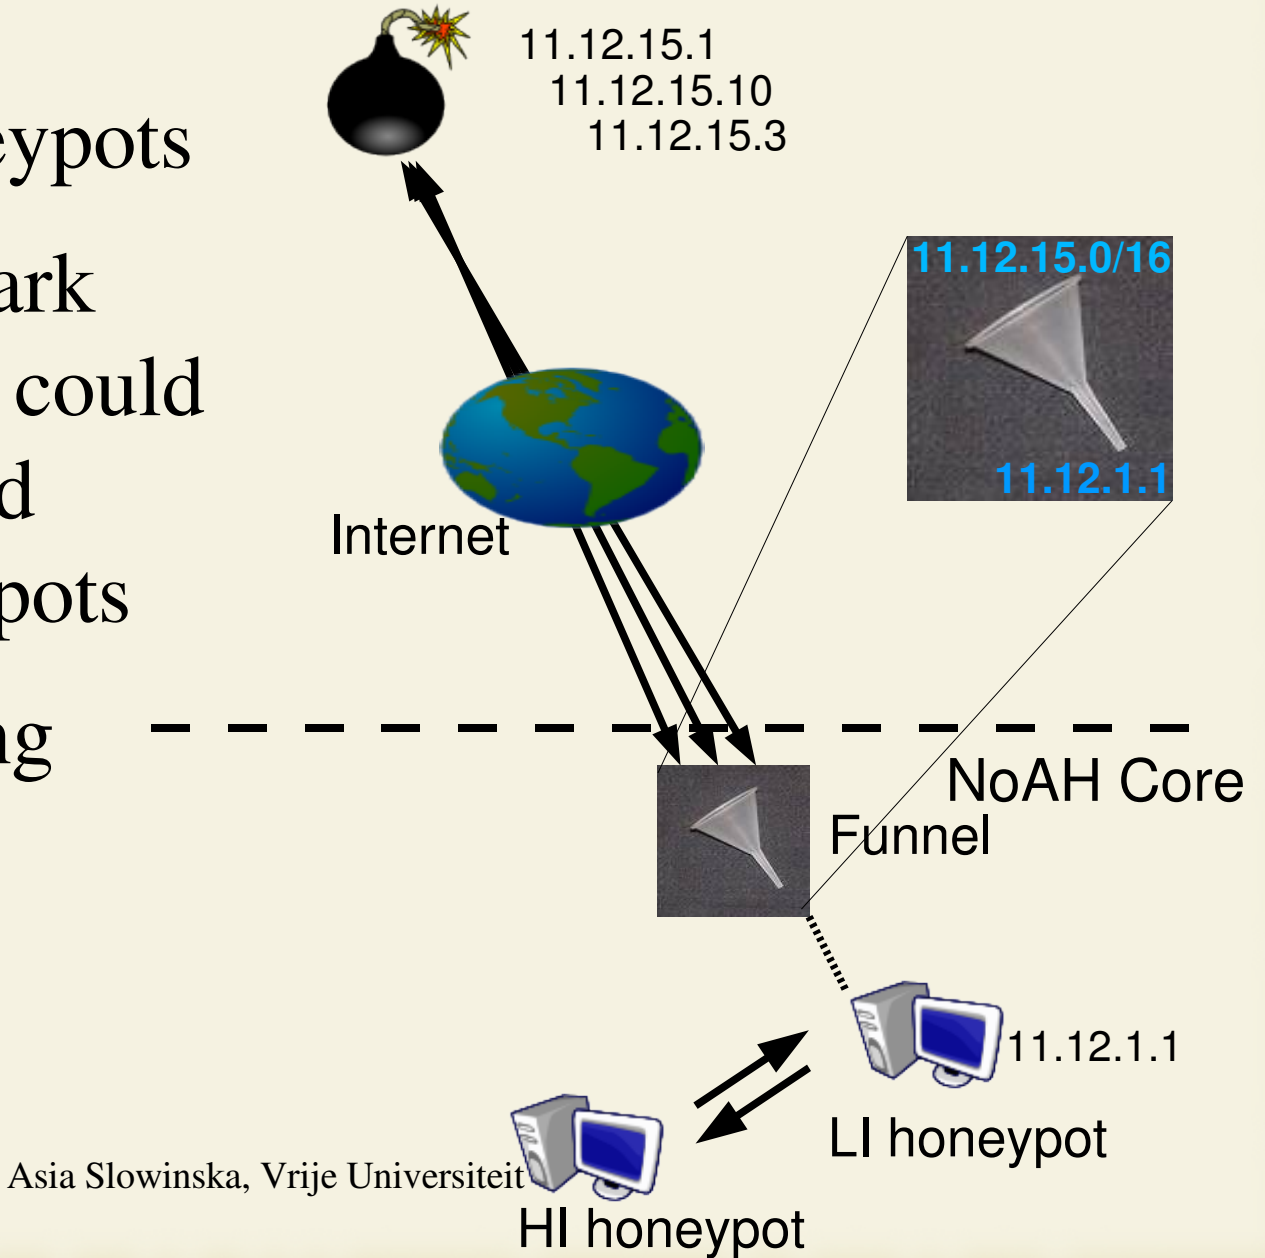 11.12.15.1
11.12.15.10
11.12.15.3
eypots
ark
could
d
pots
ng
11.12.15.0/16
11.12.1.1
Internet
NoAH Core
Funnel
11.12.1.1
LI honeypot
Asia Slowinska, Vrije Universiteit
HI honeypot